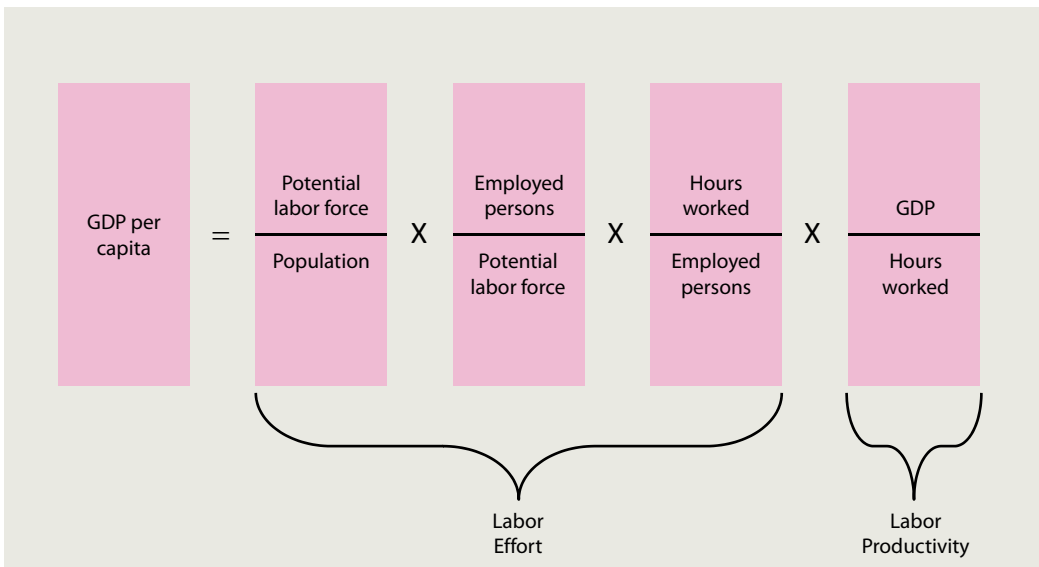 GDP per
capita
=
Potential
labor force
Population
X
Employed
persons
Potential
labor force
X
Hours
worked
Employed
persons
X
GDP
Hours
worked
Labor
Effort
Labor
Productivity